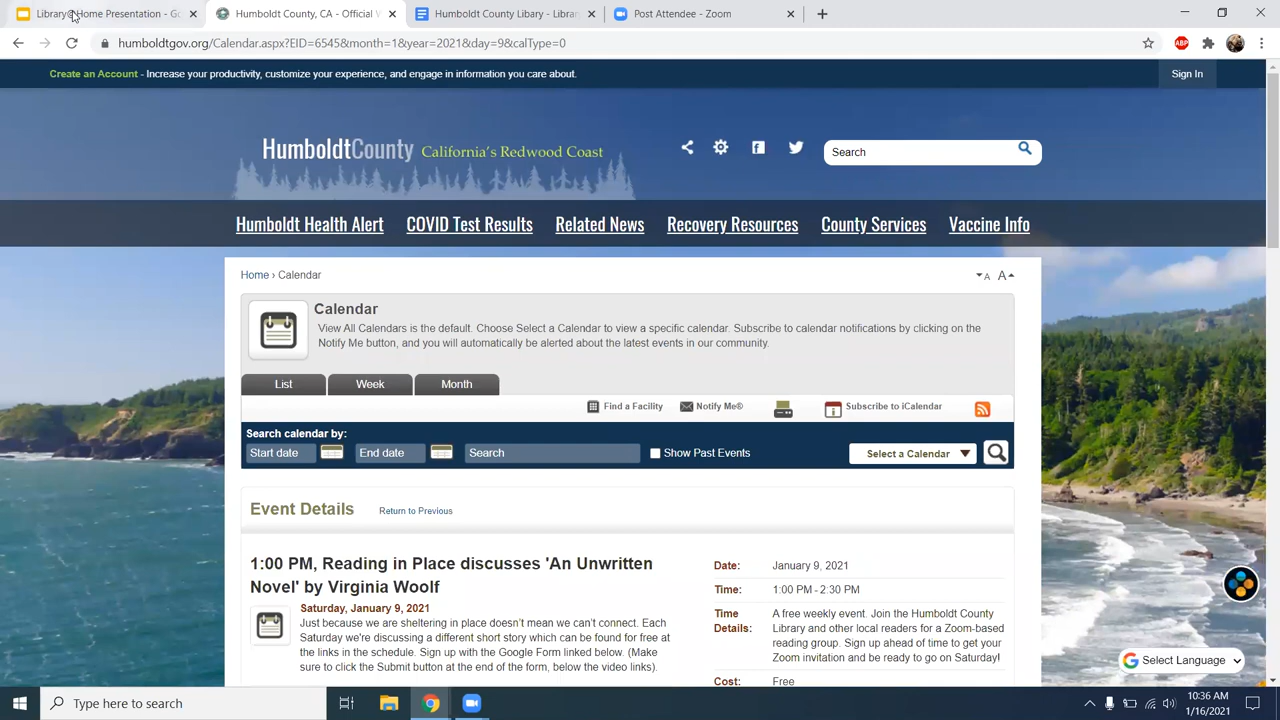 Library@Home Presentation - Go
Humboldt County, CA - Official W
Humboldt County Libary - Librar
Post Attendee - Zoom
humboldtgov.org/Calendar.aspx?EID=6545&month=1&year=2021&day=9&calType=0
ABP
Create an Account - Increase your productivity, customize your experience, and engage in information you care about.
Sign In
HumboldtCounty California's Redwood Coast
Search
Humboldt Health Alert COVID Test Results Related News Recovery Resources County Services Vaccine Info
Home › Calendar
A A
Calendar
View All Calendars is the default. Choose Select a Calendar to view a specific calendar. Subscribe to calendar notifications by clicking on the
Notify Me button, and you will automatically be alerted about the latest events in our community.
List Week Month
Find a Facility Notify Me® Subscribe to iCalendar
Search calendar by:
Start date End date Search Show Past Events Select a Calendar
Event Details Return to Previous
1:00 PM, Reading in Place discusses 'An Unwritten
Novel' by Virginia Woolf
Saturday, January 9, 2021
Just because we are sheltering in place doesn't mean we can't connect. Each
Saturday we're discussing a different short story which can be found for free at
the links in the schedule. Sign up with the Google Form linked below. (Make
sure to click the Submit button at the end of the form, below the video links).
Date: January 9, 2021
Time: 1:00 PM - 2:30 PM
Time
Details:
A free weekly event. Join the Humboldt County
Library and other local readers for a Zoom-based
reading group. Sign up ahead of time to get your
Zoom invitation and be ready to go on Saturday!
Cost: Free
G Select Language
Type here to search
10:36 AM
1/16/2021